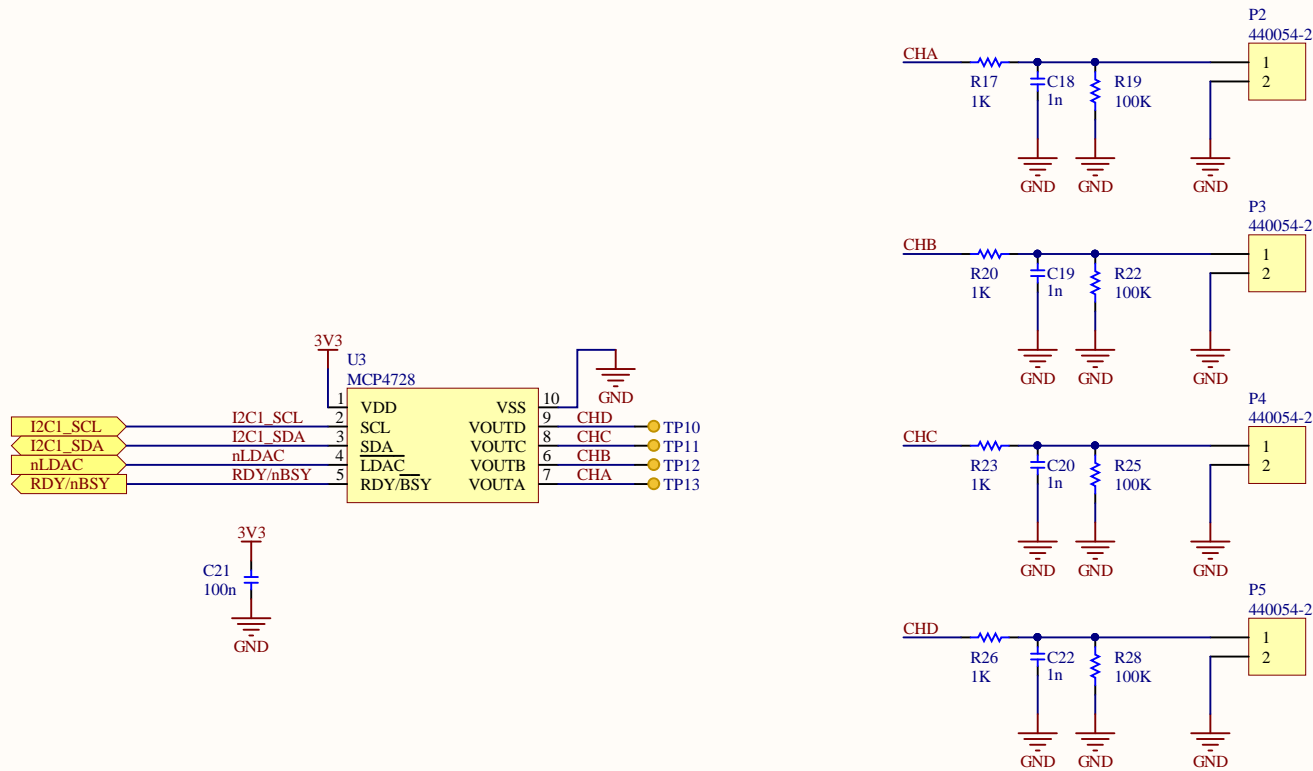 P2
440054-2
CHA
1
2
R17
1K
C18
1n
R19
100K
GND
GND
GND
P3
440054-2
CHB
1
2
R20
1K
C19
1n
R22
100K
GND
GND
GND
3V3
U3
MCP4728
GND
1 VDD VSS 10
I2C1_SCL I2C1_SCL 2 SCL VOUTD 9 CHD TP10
I2C1_SDA I2C1_SDA 3 SDA VOUTC 8 CHC TP11
nLDAC nLDAC 4 LDAC VOUTB 6 CHB TP12
RDY/nBSY RDY/nBSY 5 RDY/BSY VOUTA 7 CHA TP13
P4
440054-2
CHC
1
2
R23
1K
C20
1n
R25
100K
GND
GND
GND
3V3
C21
100n
GND
P5
440054-2
CHD
1
2
R26
1K
C22
1n
R28
100K
GND
GND
GND